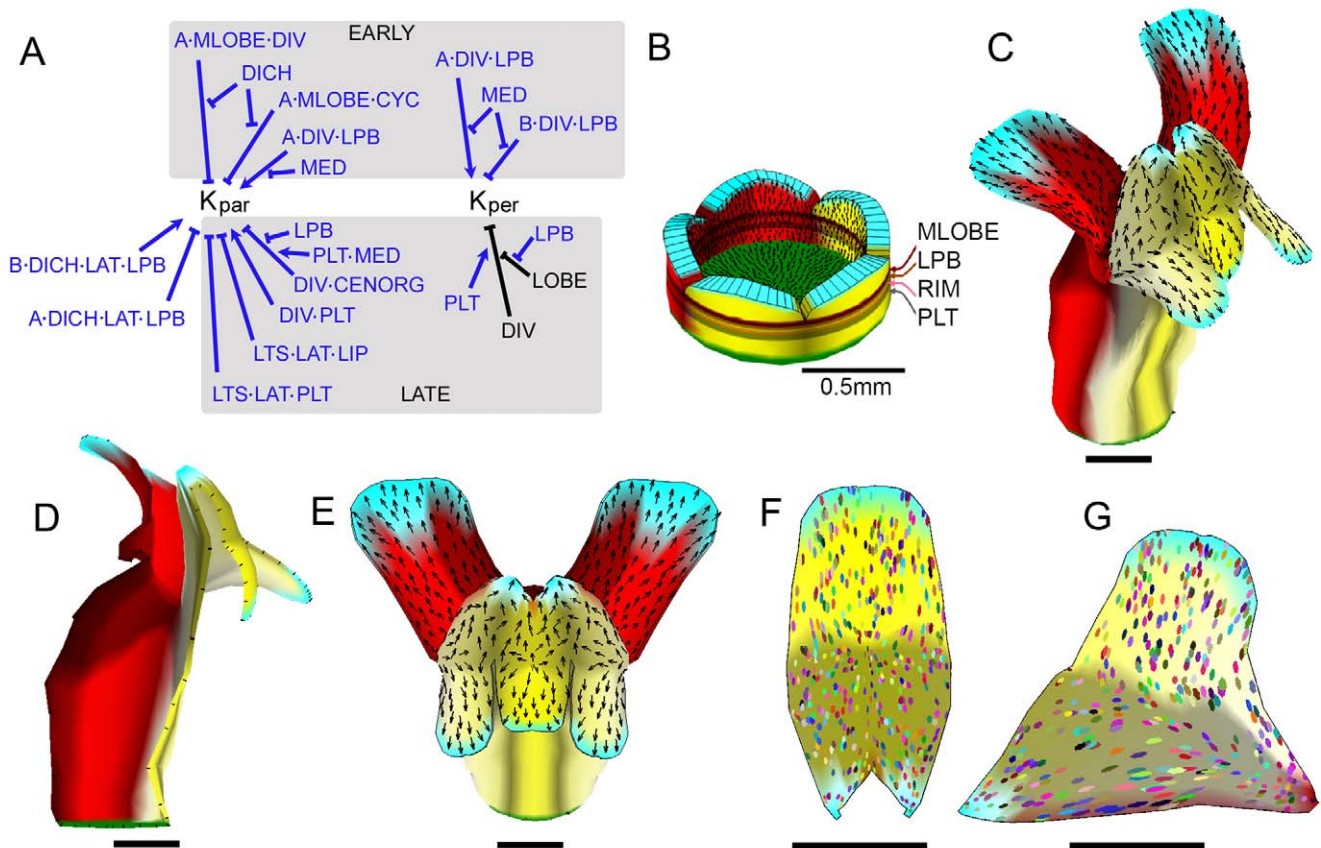 A
EARLY
A·MLOBE·DIV
DICH
A·MLOBE·CYC
A·DIV·LPB
MED
A·DIV·LPB
MED
B·DIV·LPB
Kpar
Kper
B·DICH·LAT·LPB
A·DICH·LAT·LPB
LPB
PLT·MED
DIV·CENORG
DIV·PLT
LTS·LAT·LIP
LTS·LAT·PLT
LPB
LOBE
PLT
DIV
LATE
B
MLOBE
LPB
RIM
PLT
0.5mm
C
D
E
F
G